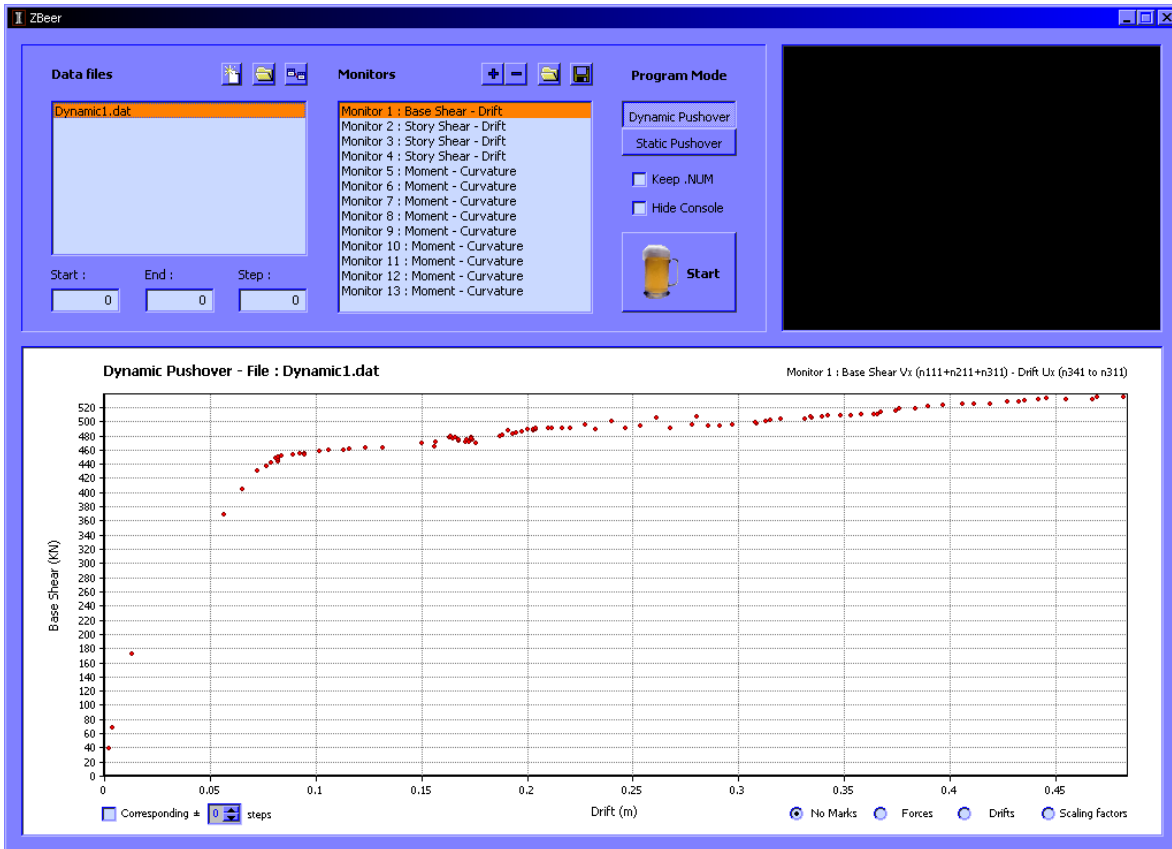 ZBeer
Data files
Monitors
Program Mode
Dynamic1.dat
Monitor 1 : Base Shear - Drift
Monitor 2 : Story Shear - Drift
Monitor 3 : Story Shear - Drift
Monitor 4 : Story Shear - Drift
Monitor 5 : Moment - Curvature
Monitor 6 : Moment - Curvature
Monitor 7 : Moment - Curvature
Monitor 8 : Moment - Curvature
Monitor 9 : Moment - Curvature
Monitor 10 : Moment - Curvature
Monitor 11 : Moment - Curvature
Monitor 12 : Moment - Curvature
Monitor 13 : Moment - Curvature
Dynamic Pushover
Static Pushover
Keep .NUM
Hide Console
Start
Start : End : Step :
0 0 0
Dynamic Pushover - File : Dynamic1.dat
Monitor 1 : Base Shear Vx (n111+n211+n311) - Drift Ux (n341 to n311)
Base Shear (KN)
520
500
480
460
440
420
400
380
360
340
320
300
280
260
240
220
200
180
160
140
120
100
80
60
40
20
0
0 0.05 0.1 0.15 0.2 0.25 0.3 0.35 0.4 0.45
Drift (m)
Corresponding ± 0 steps
No Marks Forces Drifts Scaling factors